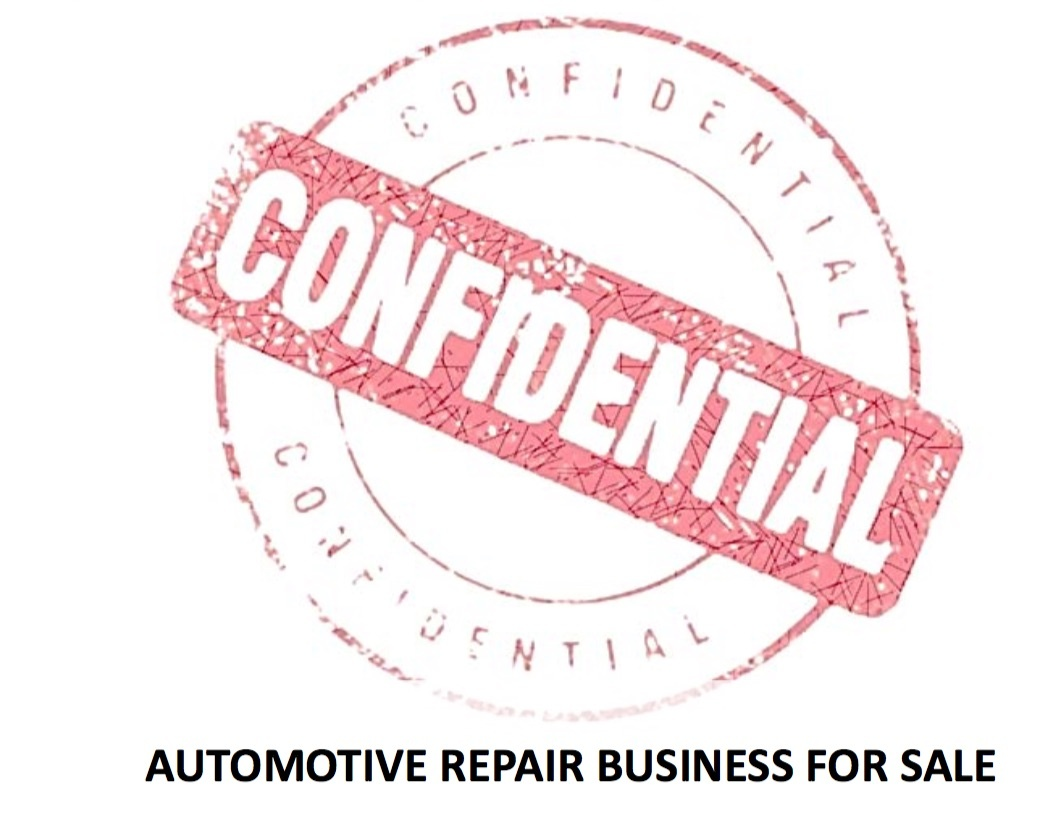 CONFIDENTIAL
CONFIDENTIAL
CONFIDENTIAL
AUTOMOTIVE REPAIR BUSINESS FOR SALE